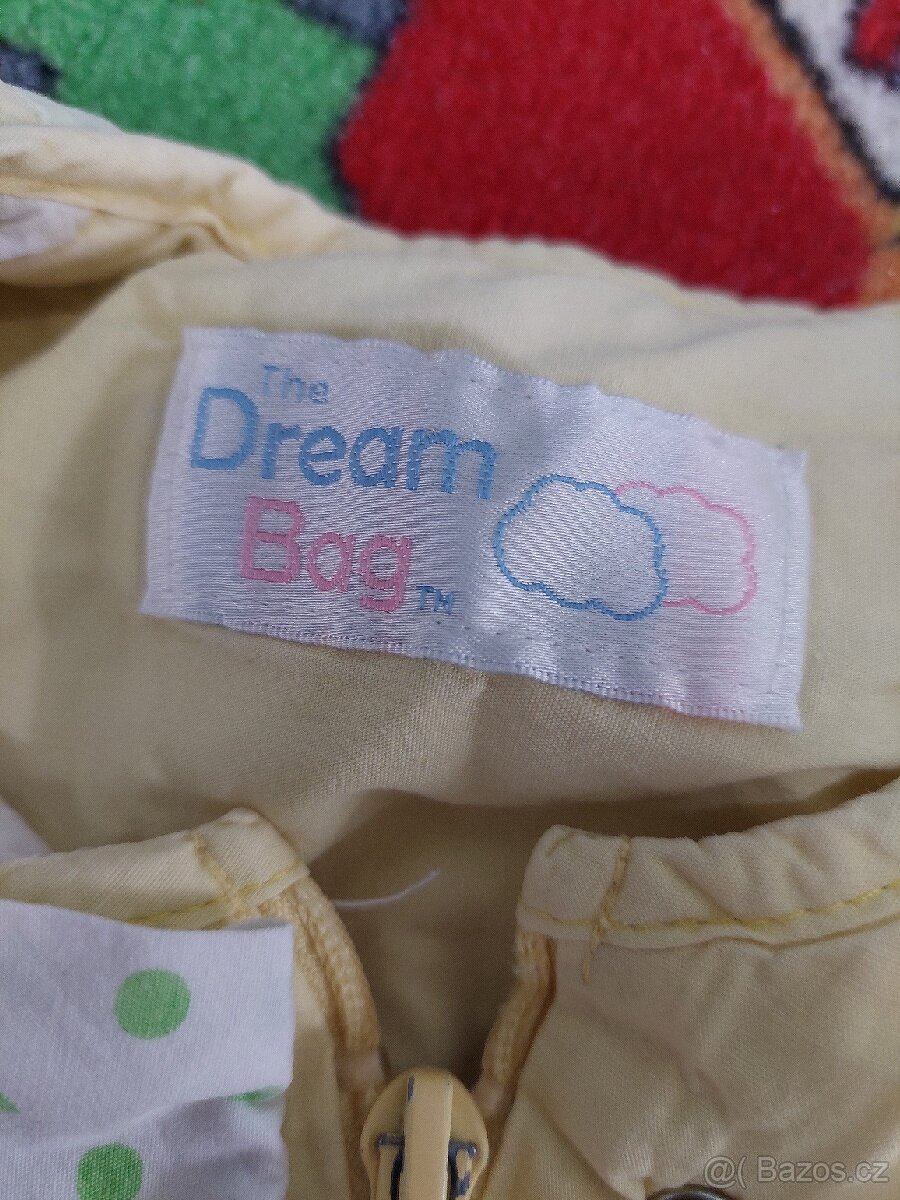 The
Dream
Bag™
@( Bazos.cz